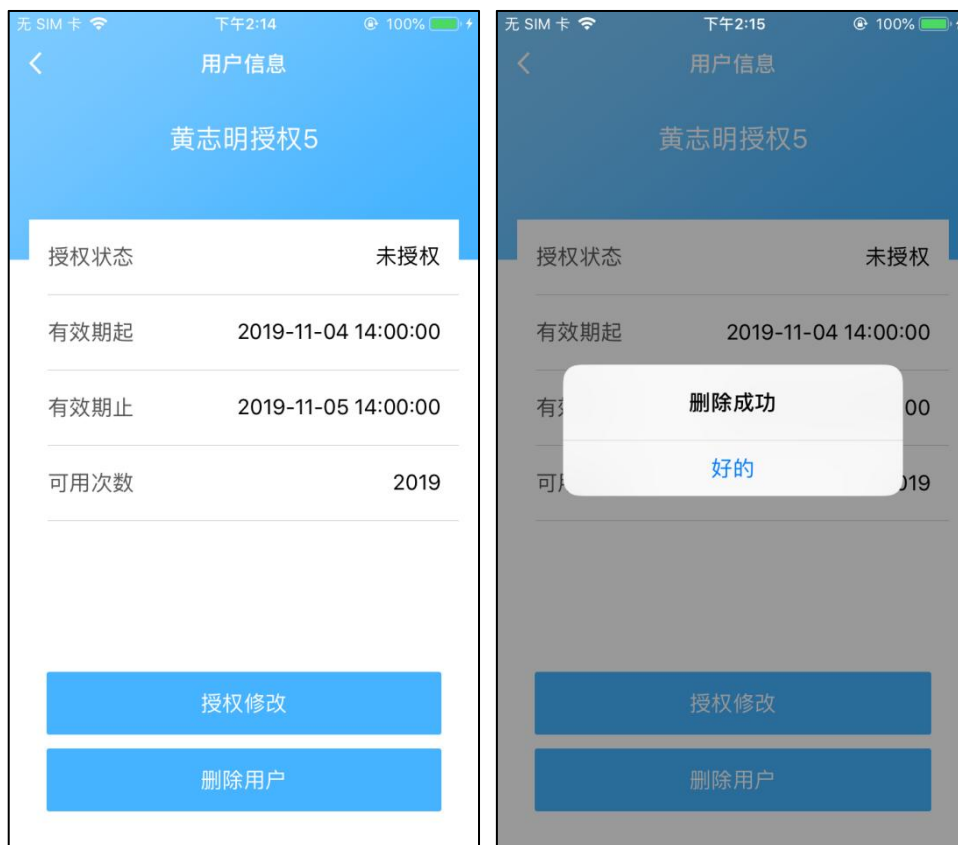 无 SIM 卡 下午2:14 100%
用户信息
黄志明授权5
授权状态 未授权
有效期起 2019-11-04 14:00:00
有效期止 2019-11-05 14:00:00
可用次数 2019
授权修改
删除用户
无 SIM 卡 下午2:15 100%
用户信息
黄志明授权5
授权状态 未授权
有效期起 2019-11-04 14:00:00
有 00
删除成功
好的
可 019
授权修改
删除用户